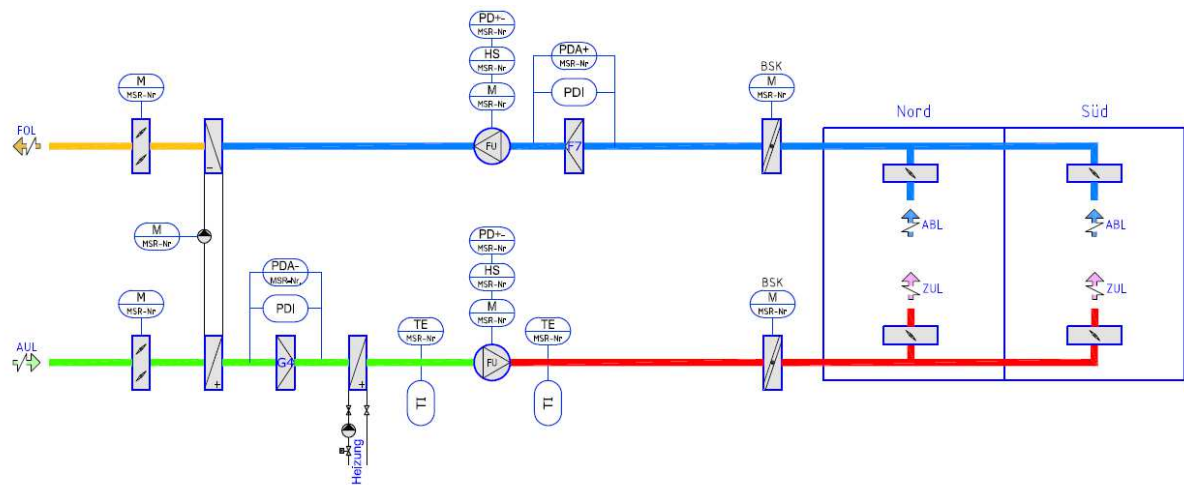 PD+-
MSR-Nr
HS
MSR-Nr
M
MSR-Nr
PDA+
MSR-Nr
PDI
BSK
M
MSR-Nr
M
MSR-Nr
Nord
Süd
FOL
-
FU
F7
ABL
ABL
M
MSR-Nr
PD+-
MSR-Nr
HS
MSR-Nr
M
MSR-Nr
PDA-
MSR-Nr.
PDI
BSK
M
MSR-Nr
ZUL
ZUL
M
MSR-Nr
TE
MSR-Nr
TE
MSR-Nr
AUL
+
G4
+
FU
TI
TI
Heizung